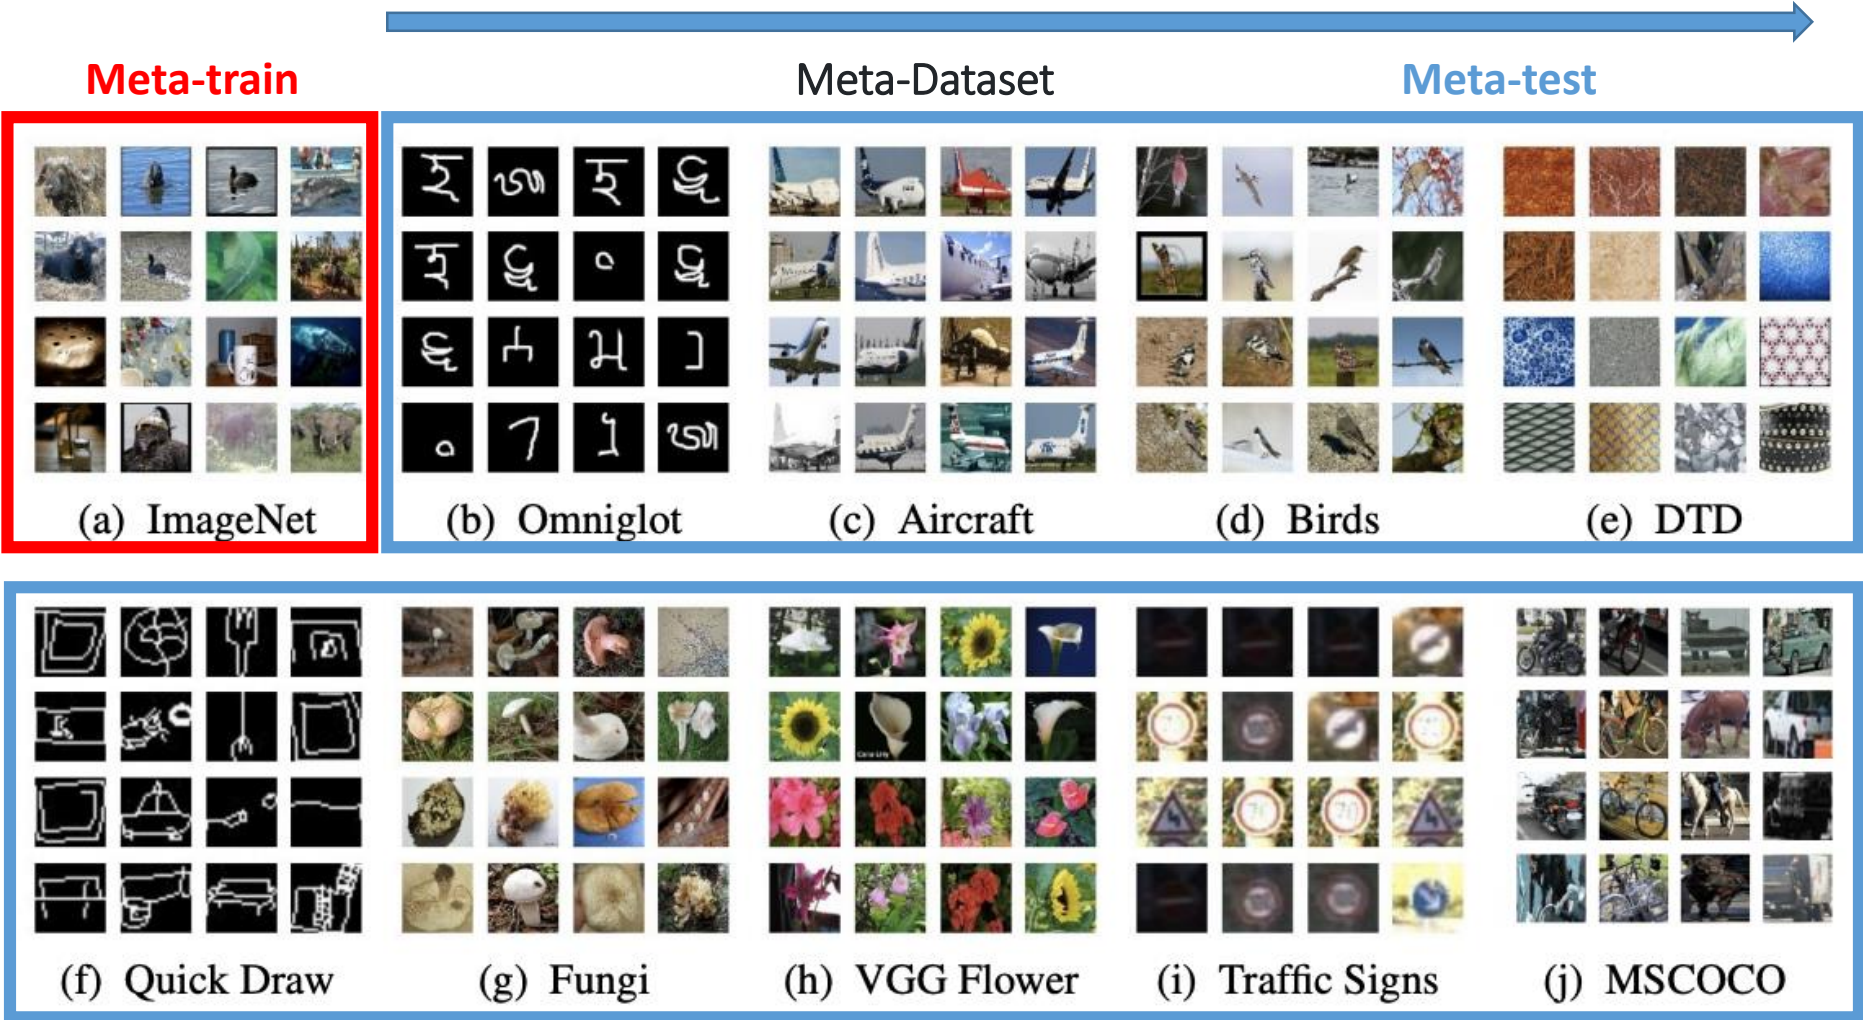 Meta-train
Meta-Dataset
Meta-test
(a) ImageNet
(b) Omniglot
(c) Aircraft
(d) Birds
(e) DTD
(f) Quick Draw
(g) Fungi
(h) VGG Flower
(i) Traffic Signs
(j) MSCOCO